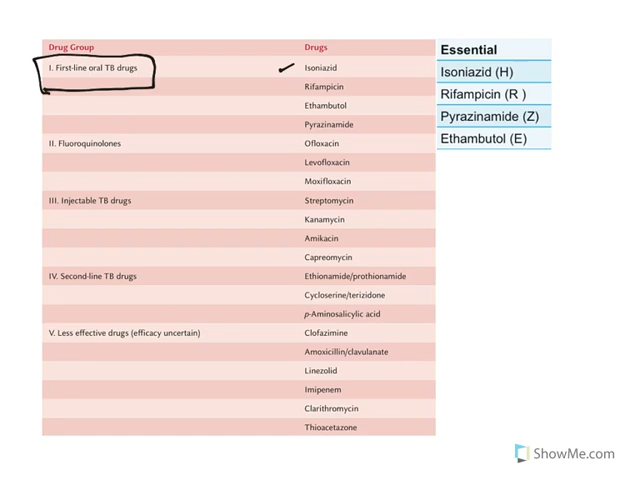 Drug Group Drugs
I. First-line oral TB drugs Isoniazid
Rifampicin
Ethambutol
Pyrazinamide
II. Fluoroquinolones Ofloxacin
Levofloxacin
Moxifloxacin
III. Injectable TB drugs Streptomycin
Kanamycin
Amikacin
Capreomycin
IV. Second-line TB drugs Ethionamide/prothionamide
Cycloserine/terizidone
p-Aminosalicylic acid
V. Less effective drugs (efficacy uncertain) Clofazimine
Amoxicillin/clavulanate
Linezolid
Imipenem
Clarithromycin
Thioacetazone
Essential
Isoniazid (H)
Rifampicin (R )
Pyrazinamide (Z)
Ethambutol (E)
ShowMe.com